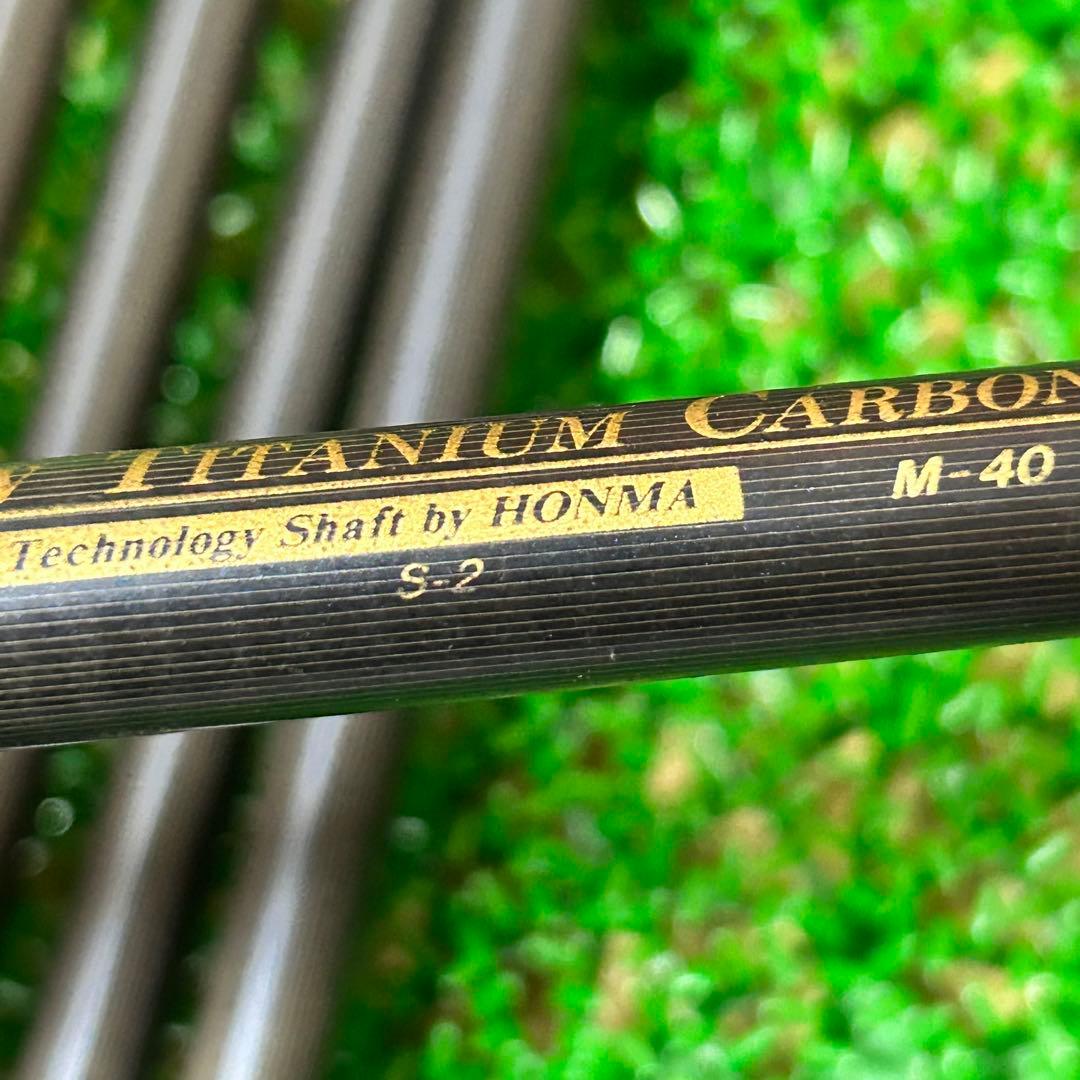 TITANIUM CARBON
Technology Shaft by HONMA
M-40
S-2